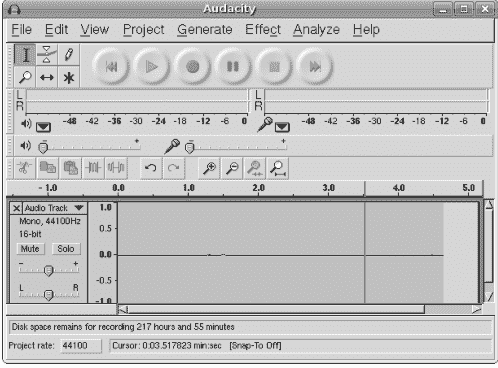 Audacity
File Edit View Project Generate Effect Analyze Help
L
R
-48 -42 -36 -30 -24 -18 -12 -6 0
L
R
-48 -42 -36 -30 -24 -18 -12 -6 0
- +
- +
- 1.0 0.0 1.0 2.0 3.0 4.0 5.0
X Audio Track
Mono, 44100Hz
16-bit
Mute Solo
- +
L R
1.0
0.5
0.0
-0.5
-1.0
Disk space remains for recording 217 hours and 55 minutes
Project rate: 44100 Cursor: 0:03.517823 min:sec [Snap-To Off]